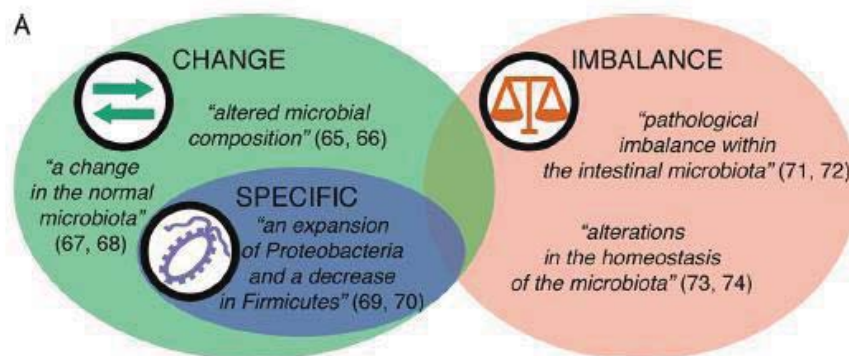 A
CHANGE
"altered microbial
composition" (65, 66)
"a change
in the normal
microbiota"
(67, 68)
SPECIFIC
"an expansion
of Proteobacteria
and a decrease
in Firmicutes" (69, 70)
IMBALANCE
"pathological
imbalance within
the intestinal microbiota" (71, 72)
"alterations
in the homeostasis
of the microbiota" (73, 74)